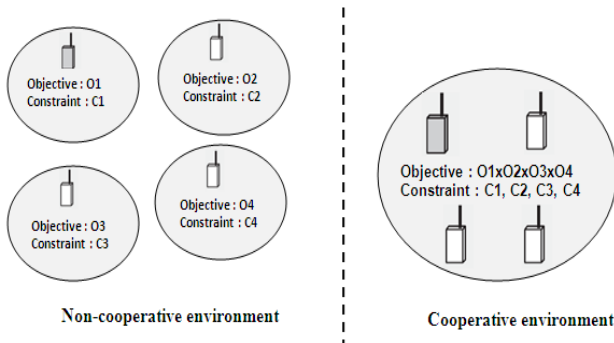 Objective : O1
Constraint : C1
Objective : O2
Constraint : C2
Objective : O3
Constraint : C3
Objective : O4
Constraint : C4
Non-cooperative environment
Objective : O1xO2xO3xO4
Constraint : C1, C2, C3, C4
Cooperative environment